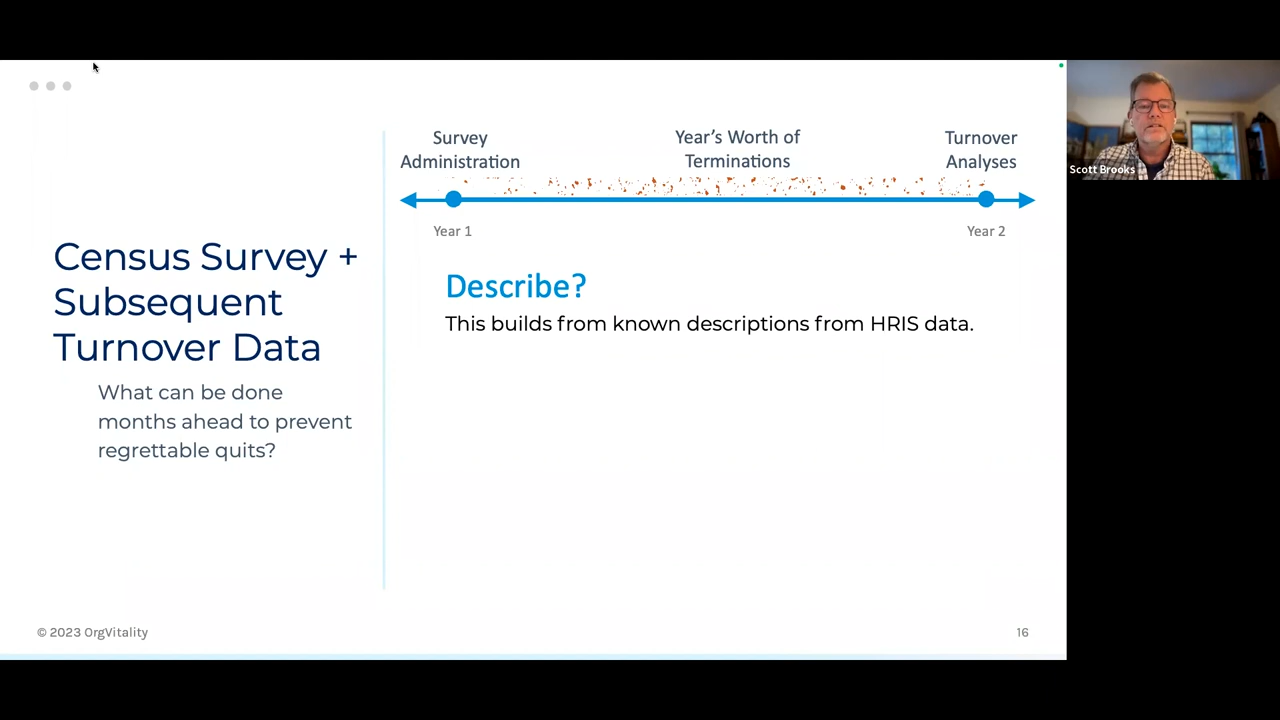 Census Survey +
Subsequent
Turnover Data
What can be done
months ahead to prevent
regrettable quits?
Survey
Administration
Year's Worth of
Terminations
Turnover
Analyses
Year 1
Year 2
Describe?
This builds from known descriptions from HRIS data.
© 2023 OrgVitality
16
Scott Brooks